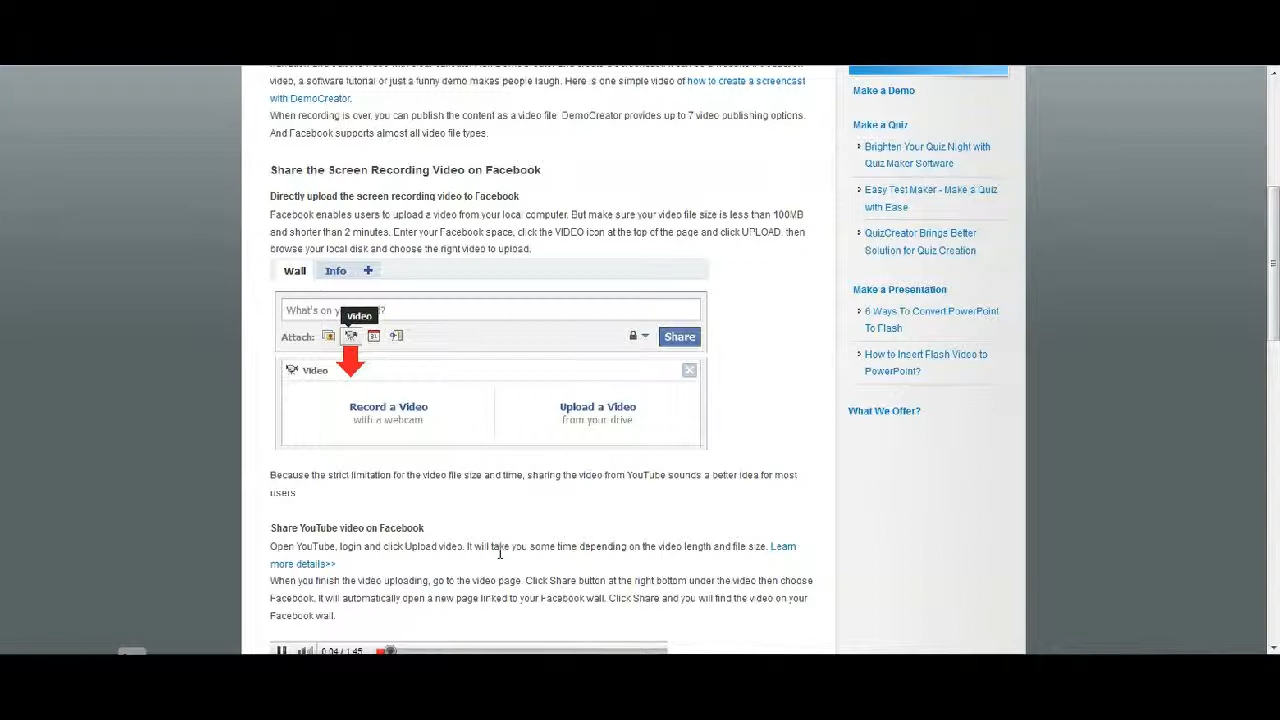 video, a software tutorial or just a funny demo makes people laugh. Here is one simple video of how to create a screencast
with DemoCreator.
When recording is over, you can publish the content as a video file. DemoCreator provides up to 7 video publishing options.
And Facebook supports almost all video file types.
Share the Screen Recording Video on Facebook
Directly upload the screen recording video to Facebook
Facebook enables users to upload a video from your local computer. But make sure your video file size is less than 100MB
and shorter than 2 minutes. Enter your Facebook space, click the VIDEO icon at the top of the page and click UPLOAD, then
browse your local disk and choose the right video to upload.
Wall Info +
What's on y ?
Video
Attach: 31 Share
Video
Record a Video
with a webcam
Upload a Video
from your drive
Because the strict limitation for the video file size and time, sharing the video from YouTube sounds a better idea for most
users.
Share YouTube video on Facebook
Open YouTube, login and click Upload video. It will take you some time depending on the video length and file size. Learn
more details>>
When you finish the video uploading, go to the video page. Click Share button at the right bottom under the video then choose
Facebook. It will automatically open a new page linked to your Facebook wall. Click Share and you will find the video on your
Facebook wall.
0:04 / 1:45
Make a Demo
Make a Quiz
Brighten Your Quiz Night with
Quiz Maker Software
Easy Test Maker - Make a Quiz
with Ease
QuizCreator Brings Better
Solution for Quiz Creation
Make a Presentation
6 Ways To Convert PowerPoint
To Flash
How to Insert Flash Video to
PowerPoint?
What We Offer?